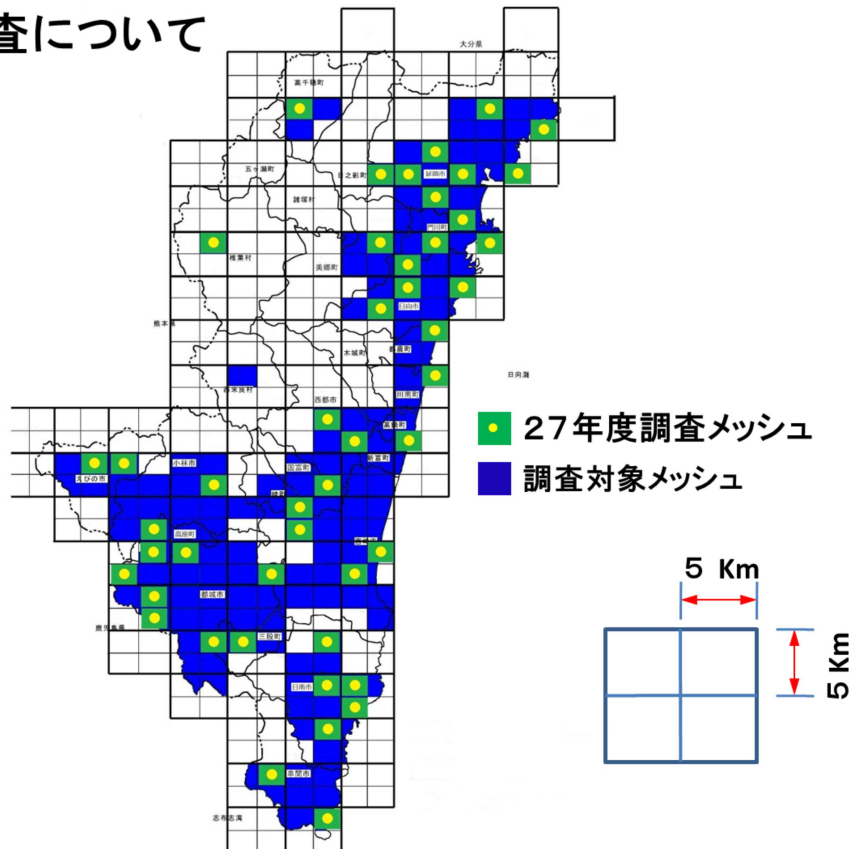 査について
大分県
高千穂町
五ヶ瀬町
日之影町
延岡市
諸塚村
門川町
椎葉村
美郷町
日向市
熊本県
木城町
都農町
日向灘
西米良村
川南町
西都市
高鍋町
27年度調査メッシュ
新富町
小林市
国富町
えびの市
調査対象メッシュ
綾町
高原町
5 Km
都城市
鹿児島県
三股町
5 Km
日南市
串間市
志布志湾